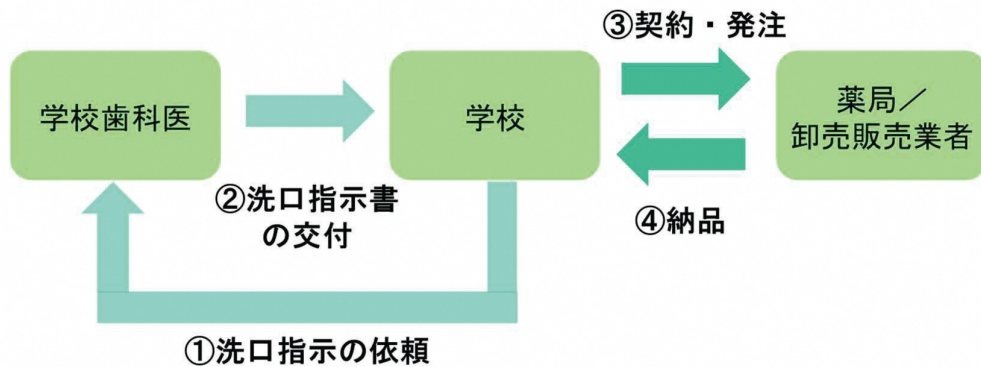 ③契約・発注
学校歯科医
学校
薬局／
卸売販売業者
②洗口指示書
の交付
④納品
①洗口指示の依頼